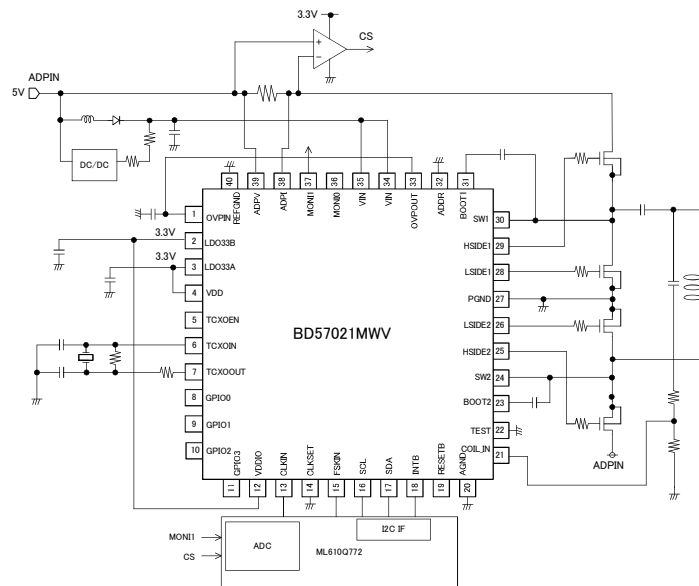 3.3V
CS
ADPIN
5V
DC/DC
40 39 38 37 36 35 34 33 32 31
REFGND ADPV ADPI MONI1 MONI0 VIN VIN OVPOUT ADDR BOOT1
1 OVPIN
3.3V
2 LDO33B
3.3V
3 LDO33A
4 VDD
5 TCXOEN
6 TCXOIN
7 TCXOOUT
8 GPIO0
9 GPIO1
10 GPIO2
BD57021MWV
SW1 30
HSIDE1 29
LSIDE1 28
PGND 27
LSIDE2 26
HSIDE2 25
SW2 24
BOOT2 23
TEST 22
COIL_IN 21
ADPIN
GPIO3 VDDIO CLKIN CLKSET FSKIN SCL SDA INTB RESETB AGND
11 12 13 14 15 16 17 18 19 20
MONI1
CS
ADC
ML610Q772
I2C IF